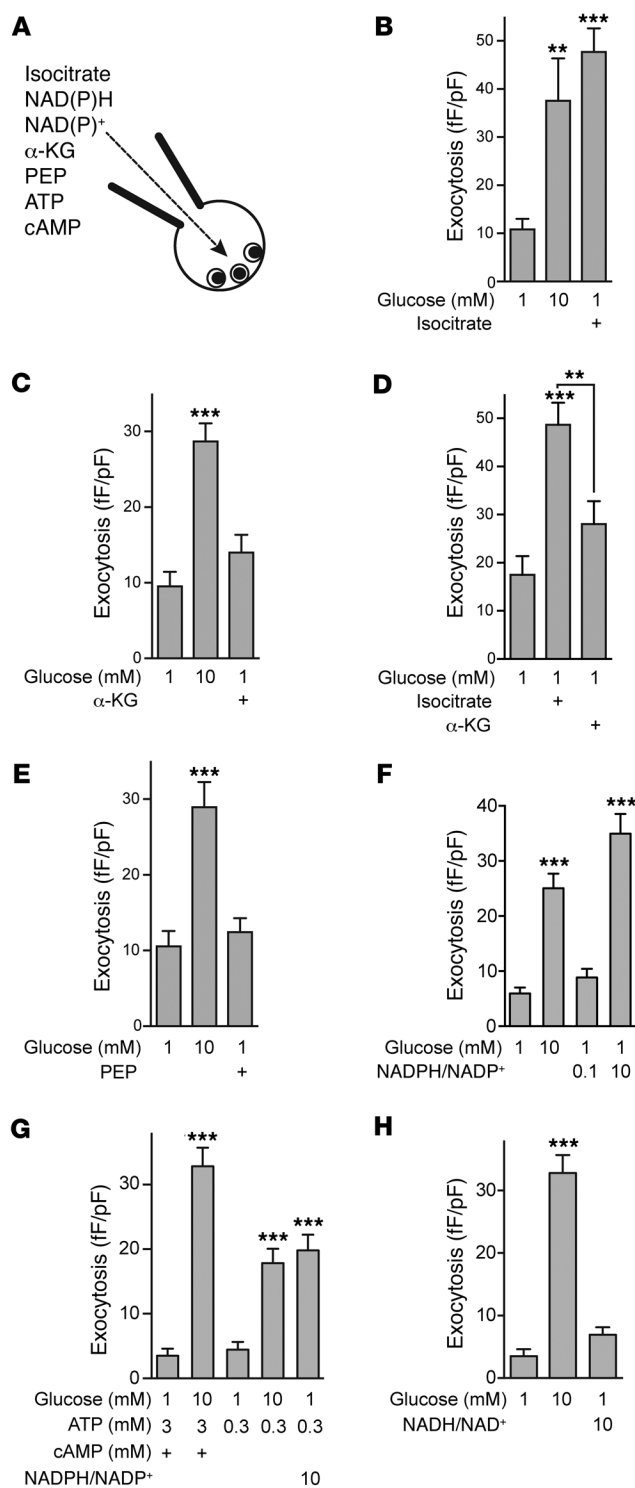 A
Isocitrate
NAD(P)H
NAD(P)⁺
α-KG
PEP
ATP
cAMP
B
Exocytosis (fF/pF)
50
40
30
20
10
0
**
***
Glucose (mM) 1 10 1
Isocitrate +
C
Exocytosis (fF/pF)
30
20
10
0
***
Glucose (mM) 1 10 1
α-KG +
D
Exocytosis (fF/pF)
50
40
30
20
10
0
**
***
Glucose (mM) 1 1 1
Isocitrate +
α-KG +
E
Exocytosis (fF/pF)
30
20
10
0
***
Glucose (mM) 1 10 1
PEP +
F
Exocytosis (fF/pF)
40
30
20
10
0
***
***
Glucose (mM) 1 10 1 1
NADPH/NADP⁺ 0.1 10
G
Exocytosis (fF/pF)
30
20
10
0
***
***
***
Glucose (mM) 1 10 1 10 1
ATP (mM) 3 3 0.3 0.3 0.3
cAMP (mM) + +
NADPH/NADP⁺ 10
H
Exocytosis (fF/pF)
30
20
10
0
***
Glucose (mM) 1 10 1
NADH/NAD⁺ 10